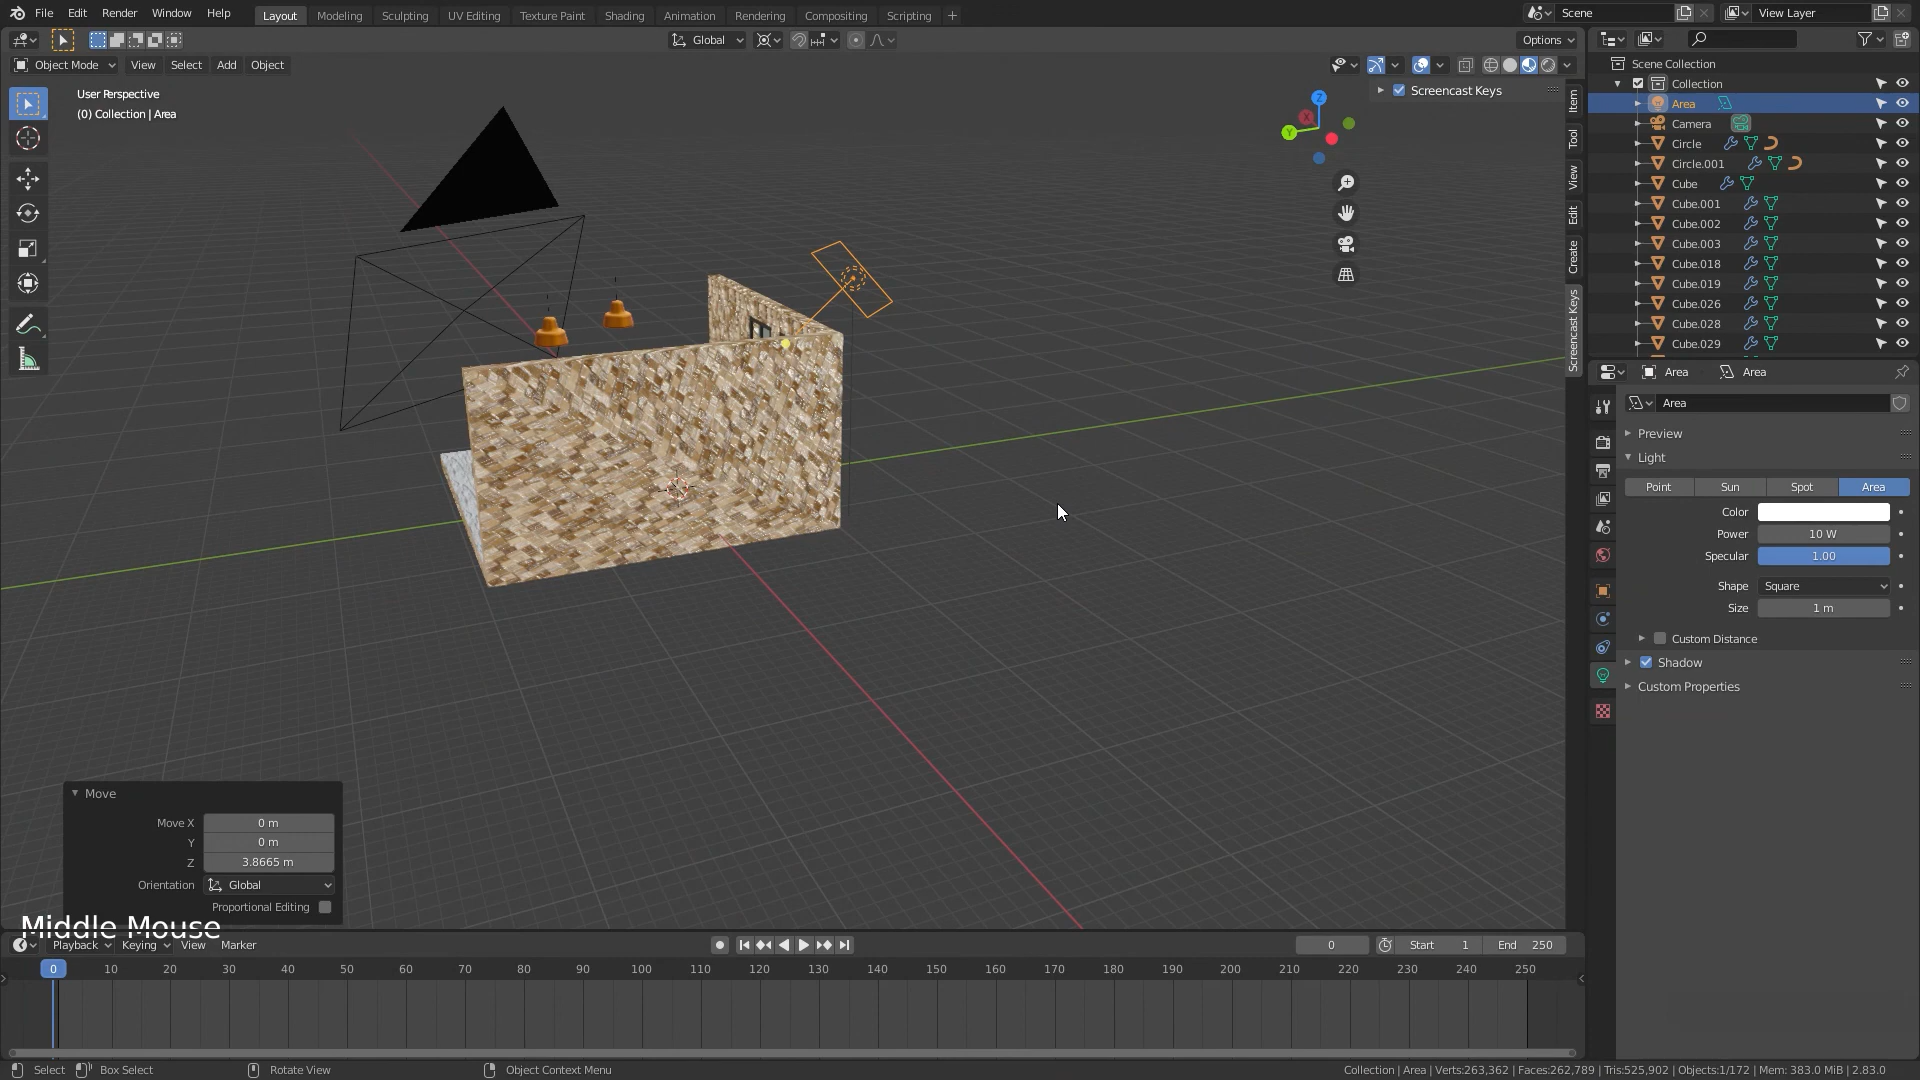 File Edit Render Window Help
Layout Modeling Sculpting UV Editing Texture Paint Shading Animation Rendering Compositing Scripting +
Scene
View Layer
Global
Options
Object Mode View Select Add Object
User Perspective
(0) Collection | Area
Screencast Keys
Z
X
Y
Item
Tool
View
Edit
Create
Screencast Keys
Scene Collection
Collection
Area
Camera
Circle
Circle.001
Cube
Cube.001
Cube.002
Cube.003
Cube.018
Cube.019
Cube.026
Cube.028
Cube.029
Area Area
Area
Preview
Light
Point Sun Spot Area
Color
Power 10 W
Specular 1.00
Shape Square
Size 1 m
Custom Distance
Shadow
Custom Properties
Move
Move X 0 m
Y 0 m
Z 3.8665 m
Orientation Global
Proportional Editing
Middle Mouse
Playback Keying View Marker
0 Start 1 End 250
0 10 20 30 40 50 60 70 80 90 100 110 120 130 140 150 160 170 180 190 200 210 220 230 240 250
Select Box Select Rotate View Object Context Menu
Collection | Area | Verts:263,362 | Faces:262,789 | Tris:525,902 | Objects:1/172 | Mem: 383.0 MiB | 2.83.0